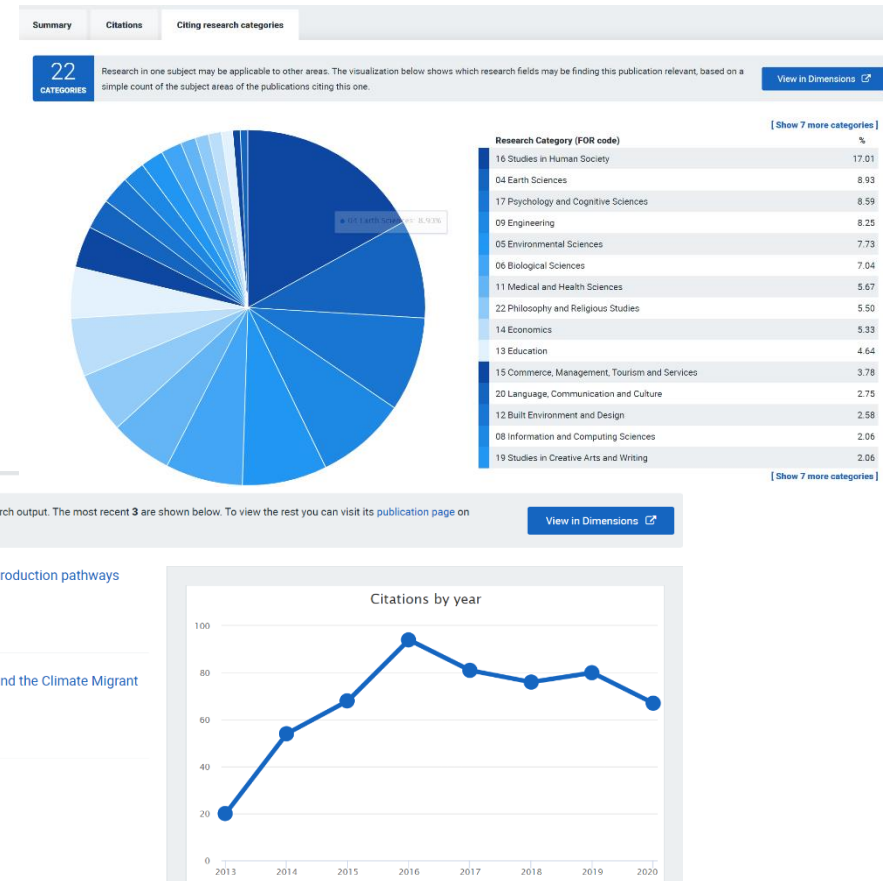 Summary Citations Citing research categories
22
CATEGORIES
Research in one subject may be applicable to other areas. The visualization below shows which research fields may be finding this publication relevant, based on a
simple count of the subject areas of the publications citing this one.
View in Dimensions
[ Show 7 more categories ]
Research Category (FOR code) %
16 Studies in Human Society 17.01
04 Earth Sciences 8.93
17 Psychology and Cognitive Sciences 8.59
09 Engineering 8.25
05 Environmental Sciences 7.73
06 Biological Sciences 7.04
11 Medical and Health Sciences 5.67
22 Philosophy and Religious Studies 5.50
14 Economics 5.33
13 Education 4.64
15 Commerce, Management, Tourism and Services 3.78
20 Language, Communication and Culture 2.75
12 Built Environment and Design 2.58
08 Information and Computing Sciences 2.06
19 Studies in Creative Arts and Writing 2.06
[ Show 7 more categories ]
04 Earth Sciences: 8.93%
rch output. The most recent 3 are shown below. To view the rest you can visit its publication page on
View in Dimensions
roduction pathways
nd the Climate Migrant
Citations by year
100
80
60
40
20
0
2013 2014 2015 2016 2017 2018 2019 2020